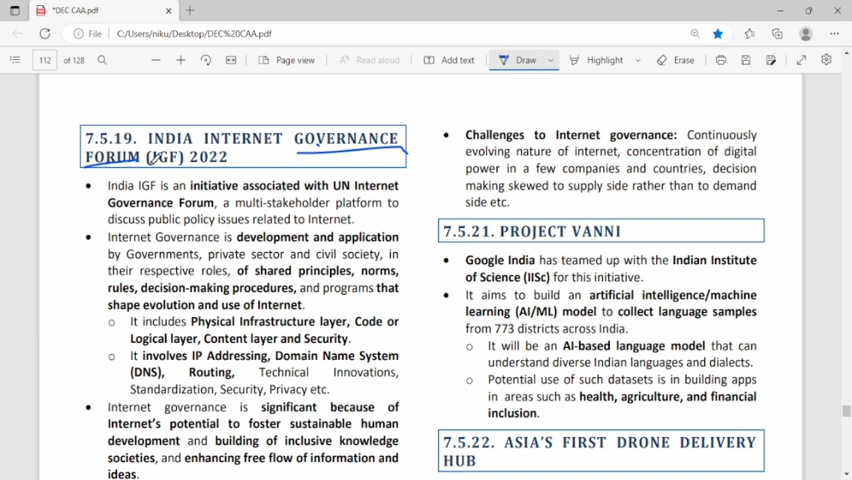 *DEC CAA.pdf
File C:/Users/niku/Desktop/DEC%20CAA.pdf
112 of 128 Page view Read aloud Add text Draw Highlight Erase
7.5.19. INDIA INTERNET GOVERNANCE
FORUM (IGF) 2022
• India IGF is an initiative associated with UN Internet
Governance Forum, a multi-stakeholder platform to
discuss public policy issues related to Internet.
• Internet Governance is development and application
by Governments, private sector and civil society, in
their respective roles, of shared principles, norms,
rules, decision-making procedures, and programs that
shape evolution and use of Internet.
o It includes Physical Infrastructure layer, Code or
Logical layer, Content layer and Security.
o It involves IP Addressing, Domain Name System
(DNS), Routing, Technical Innovations,
Standardization, Security, Privacy etc.
• Internet governance is significant because of
Internet's potential to foster sustainable human
development and building of inclusive knowledge
societies, and enhancing free flow of information and
ideas.
• Challenges to Internet governance: Continuously
evolving nature of internet, concentration of digital
power in a few companies and countries, decision
making skewed to supply side rather than to demand
side etc.
7.5.21. PROJECT VANNI
• Google India has teamed up with the Indian Institute
of Science (IISc) for this initiative.
• It aims to build an artificial intelligence/machine
learning (AI/ML) model to collect language samples
from 773 districts across India.
o It will be an AI-based language model that can
understand diverse Indian languages and dialects.
o Potential use of such datasets is in building apps
in areas such as health, agriculture, and financial
inclusion.
7.5.22. ASIA'S FIRST DRONE DELIVERY
HUB